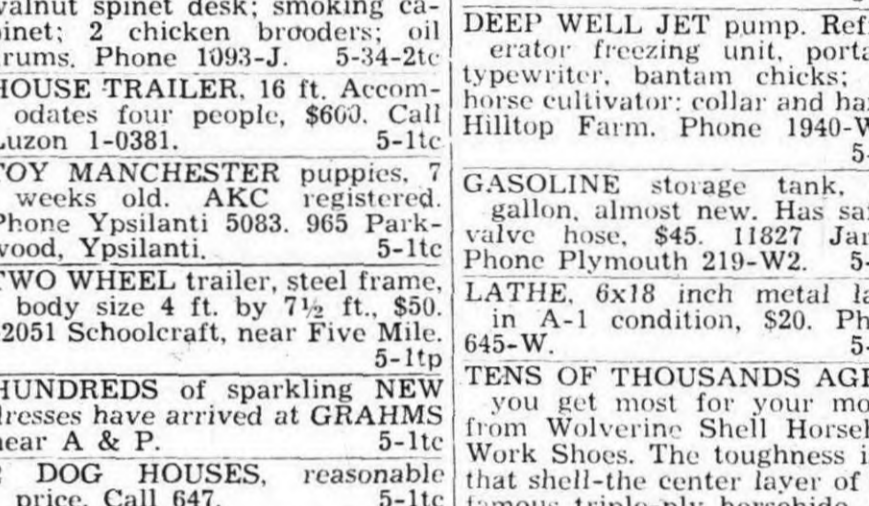 walnut spinet desk; smoking ca-
binet; 2 chicken brooders; oil
drums. Phone 1093-J. 5-34-2tc
HOUSE TRAILER, 16 ft. Accom-
odates four people, $600. Call
Luzon 1-0381. 5-1tc
TOY MANCHESTER puppies, 7
weeks old. AKC registered.
Phone Ypsilanti 5083. 965 Park-
wood, Ypsilanti. 5-1tc
TWO WHEEL trailer, steel frame,
body size 4 ft. by 7½ ft., $50.
2051 Schoolcraft, near Five Mile.
5-1tp
HUNDREDS of sparkling NEW
dresses have arrived at GRAHMS
near A & P. 5-1tc
DOG HOUSES, reasonable
price. Call 647. 5-1tc
DEEP WELL JET pump. Ref
erator freezing unit, porta
typewriter, bantam chicks;
horse cultivator: collar and ha
Hilltop Farm. Phone 1940-W
5-
GASOLINE storage tank,
gallon, almost new. Has sa
valve hose, $45. 11827 Jar
Phone Plymouth 219-W2. 5-
LATHE, 6x18 inch metal la
in A-1 condition, $20. Ph
645-W. 5-
TENS OF THOUSANDS AG
you get most for your mo
from Wolverine Shell Horseh
Work Shoes. The toughness i
that shell-the center layer of
famous triple-ply horsehide